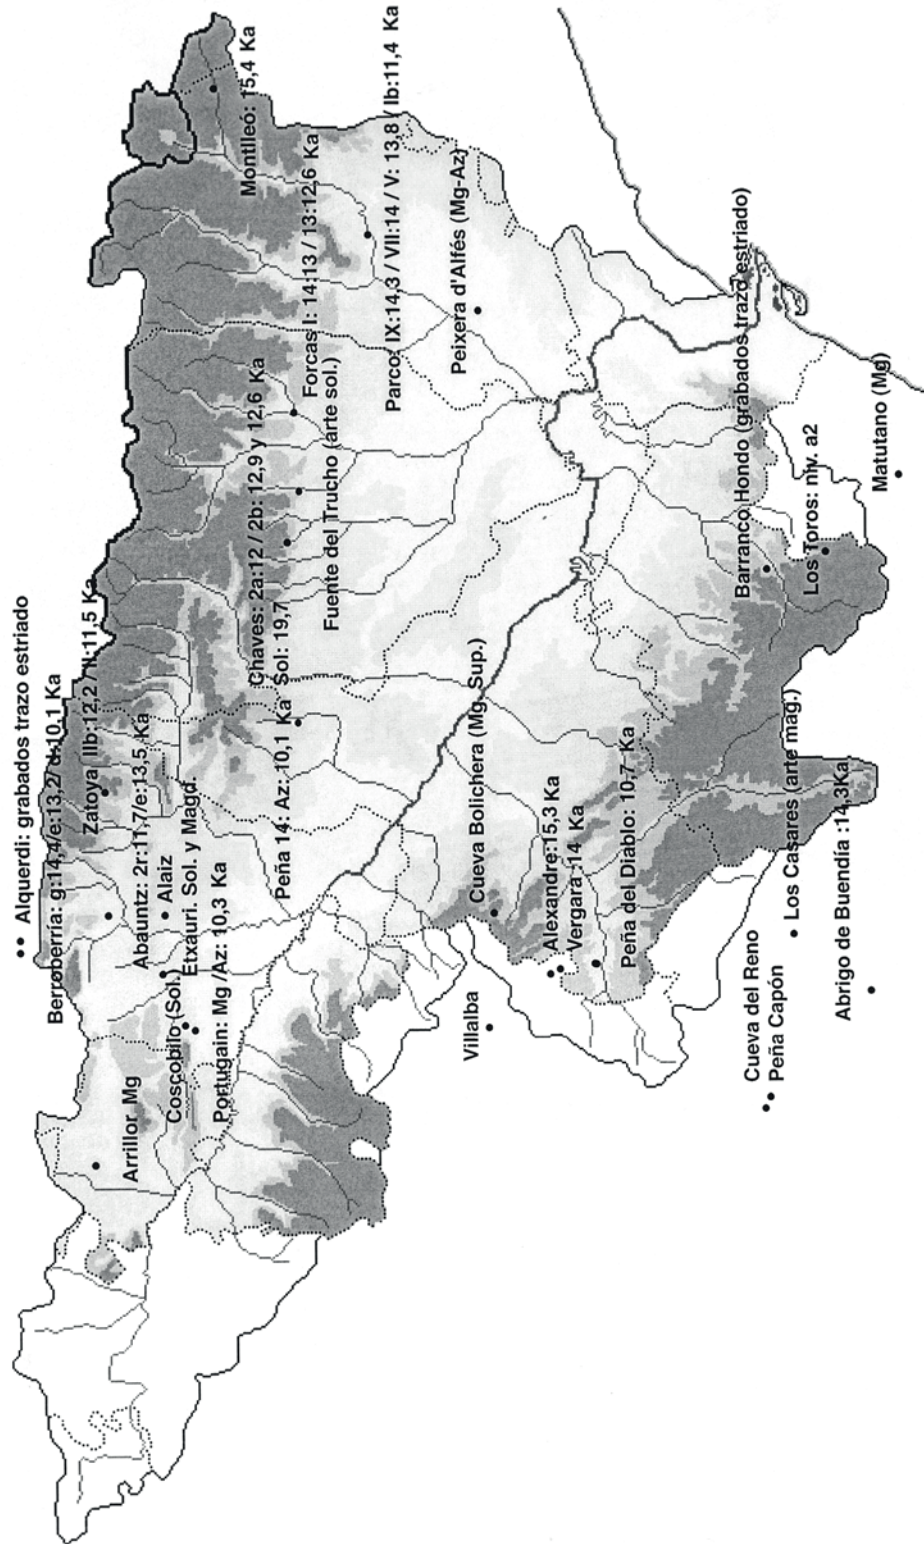 Alquerdi: grabados trazo estriado
Berroberría: g:14,4/e:13,2/ d:10,1 Ka
Zatoya IIb:12,2 / II:11,5 Ka
Abauntz: 2r:11,7/e:13,5 Ka
Alaiz
Etxauri. Sol. y Magd.
Coscobilo (Sol.)
Portugain: Mg /Az: 10,3 Ka
Arrillor Mg
Peña 14: Az: 10,1 Ka
Chaves: 2a:12 / 2b: 12,9 y 12,6 Ka
Sol: 19,7
Fuente del Trucho (arte sol.)
Forcas I: 14:13 / 13:12,6 Ka
Montlleó: 15,4 Ka
Parco: IX:14,3 / VII:14 / V: 13,8 / Ib:11,4 Ka
Peixera d'Alfés (Mg-Az)
Cueva Bolichera (Mg. Sup.)
Villalba
Alexandre:15,3 Ka
Vergara :14 Ka
Peña del Diablo: 10,7 Ka
Barranco Hondo (grabados trazo estriado)
Los Toros: niv. a2
Matutano (Mg)
Cueva del Reno
Peña Capón
Los Casares (arte mag.)
Abrigo de Buendía :14,3Ka